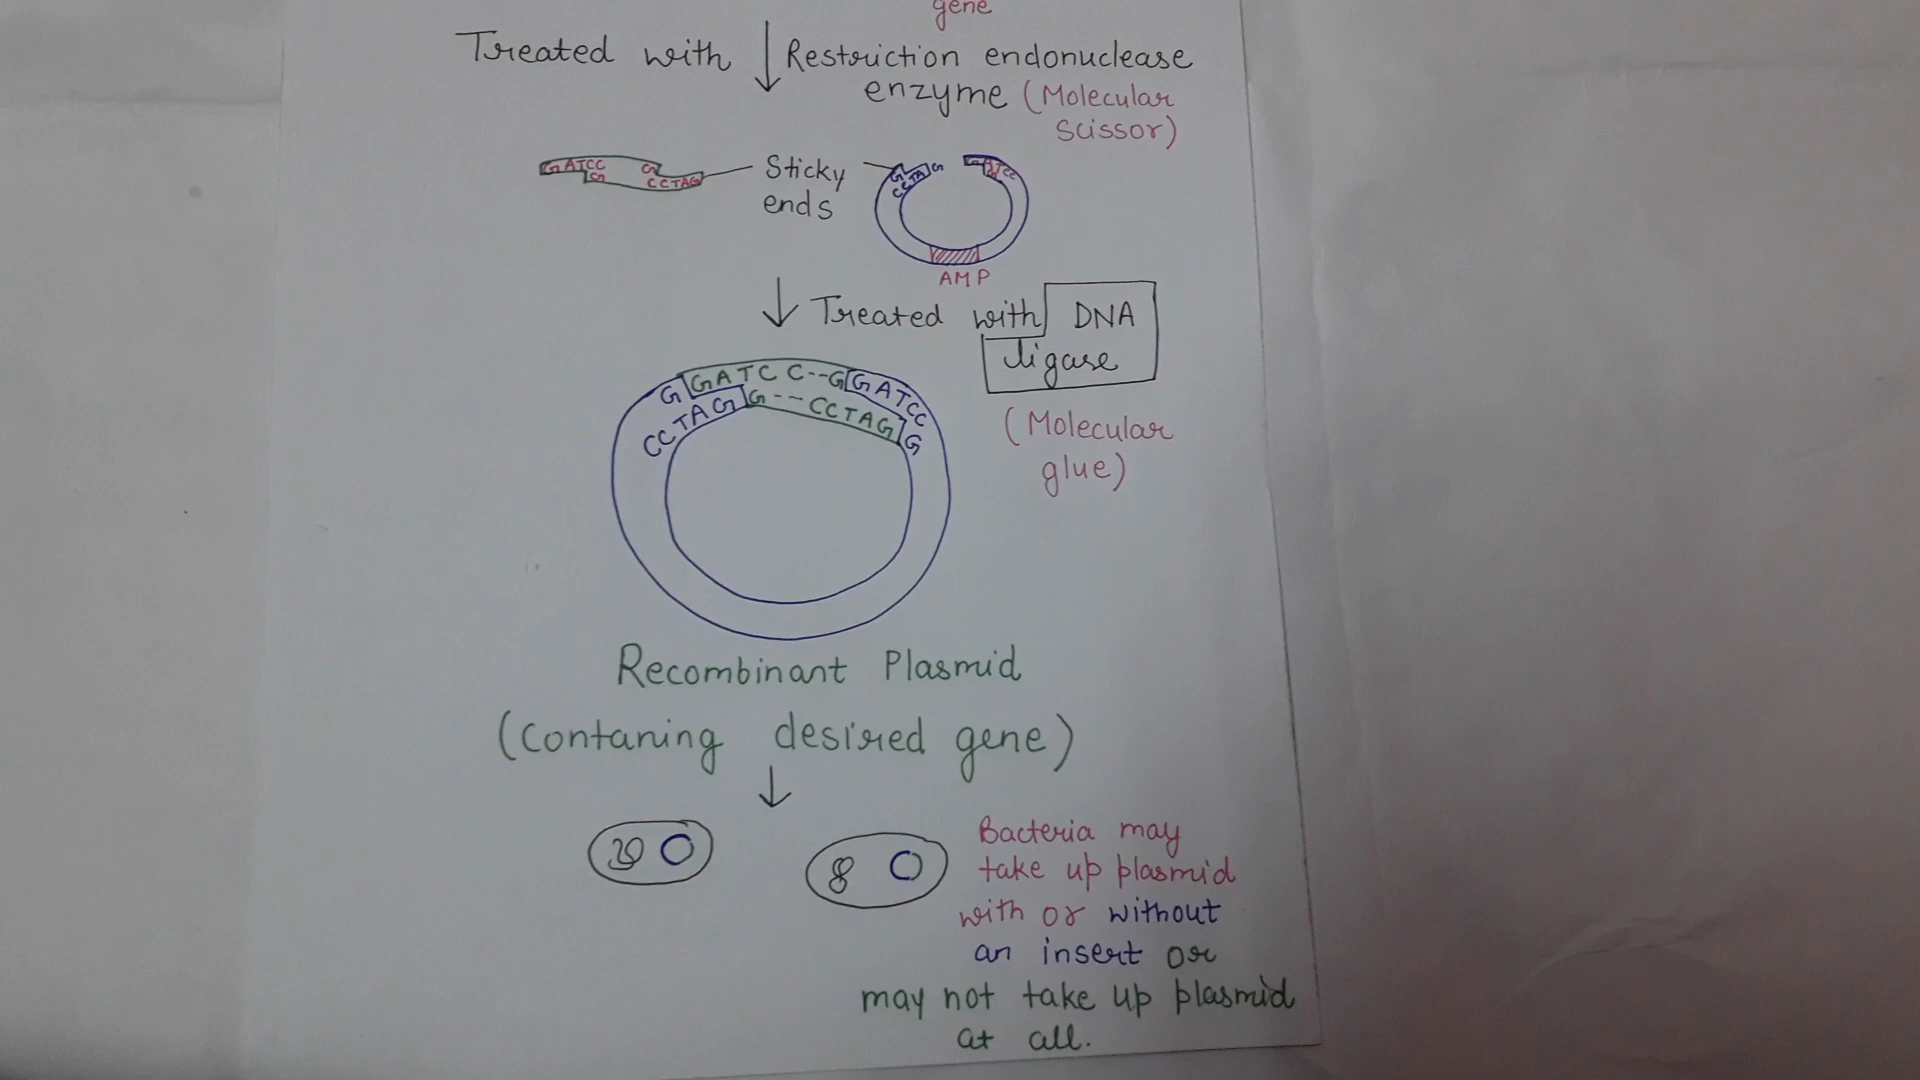 gene
Treated with Restriction endonuclease
enzyme (Molecular
scissor)
GATCC G
G CCTAG
Sticky
ends
G
CCTAG
GATCC
AMP
Treated with DNA
ligase
(Molecular
glue)
G GATCC--G GATCC
CCTAG G---CCTAG G
Recombinant Plasmid
(Contaning desired gene)
Bacteria may
take up plasmid
with or without
an insert or
may not take up plasmid
at all.